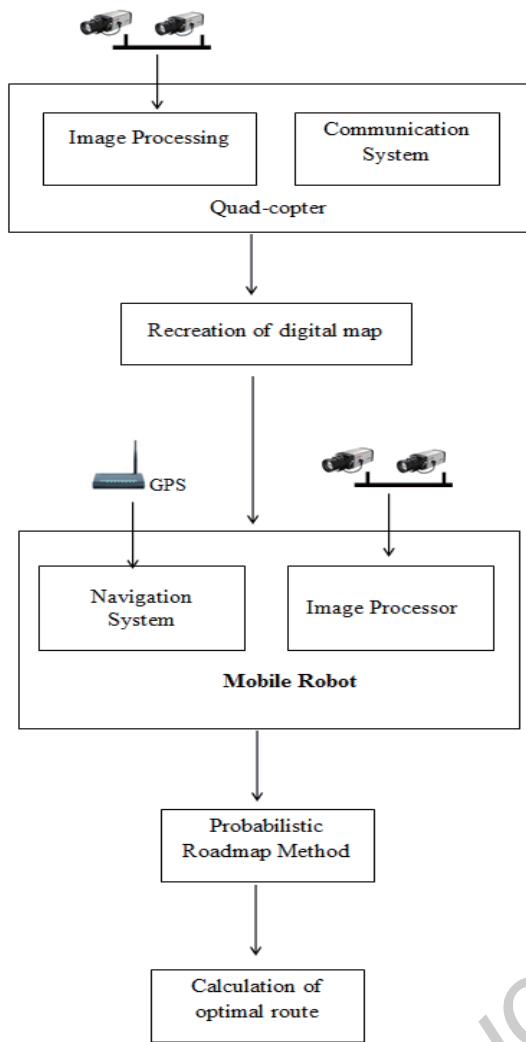 Image Processing
Communication
System
Quad-copter
Recreation of digital map
GPS
Navigation
System
Image Processor
Mobile Robot
Probabilistic
Roadmap Method
Calculation of
optimal route